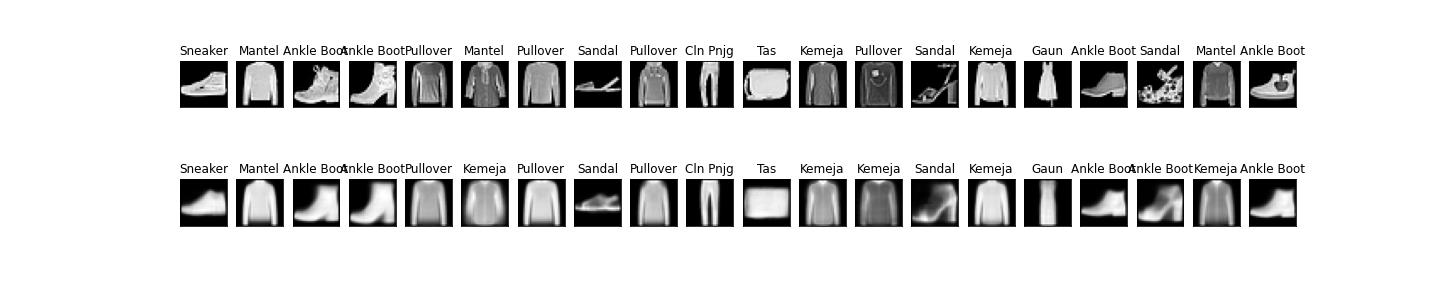 Sneaker Mantel Ankle Boot Ankle Boot Pullover Mantel Pullover Sandal Pullover Cln Pnjg Tas Kemeja Pullover Sandal Kemeja Gaun Ankle Boot Sandal Mantel Ankle Boot
Sneaker Mantel Ankle Boot Ankle Boot Pullover Kemeja Pullover Sandal Pullover Cln Pnjg Tas Kemeja Kemeja Sandal Kemeja Gaun Ankle Boot Ankle Boot Kemeja Ankle Boot